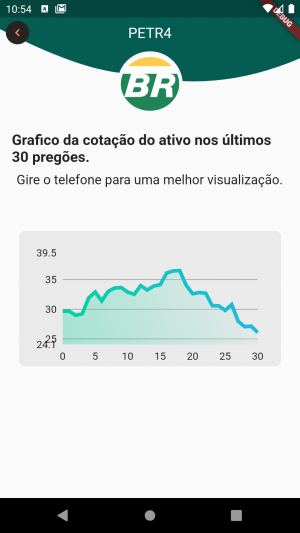 10:54
DEBUG
PETR4
BR
Grafico da cotação do ativo nos últimos
30 pregões.
Gire o telefone para uma melhor visualização.
39.5
35
30
25
24.1
0 5 10 15 20 25 30